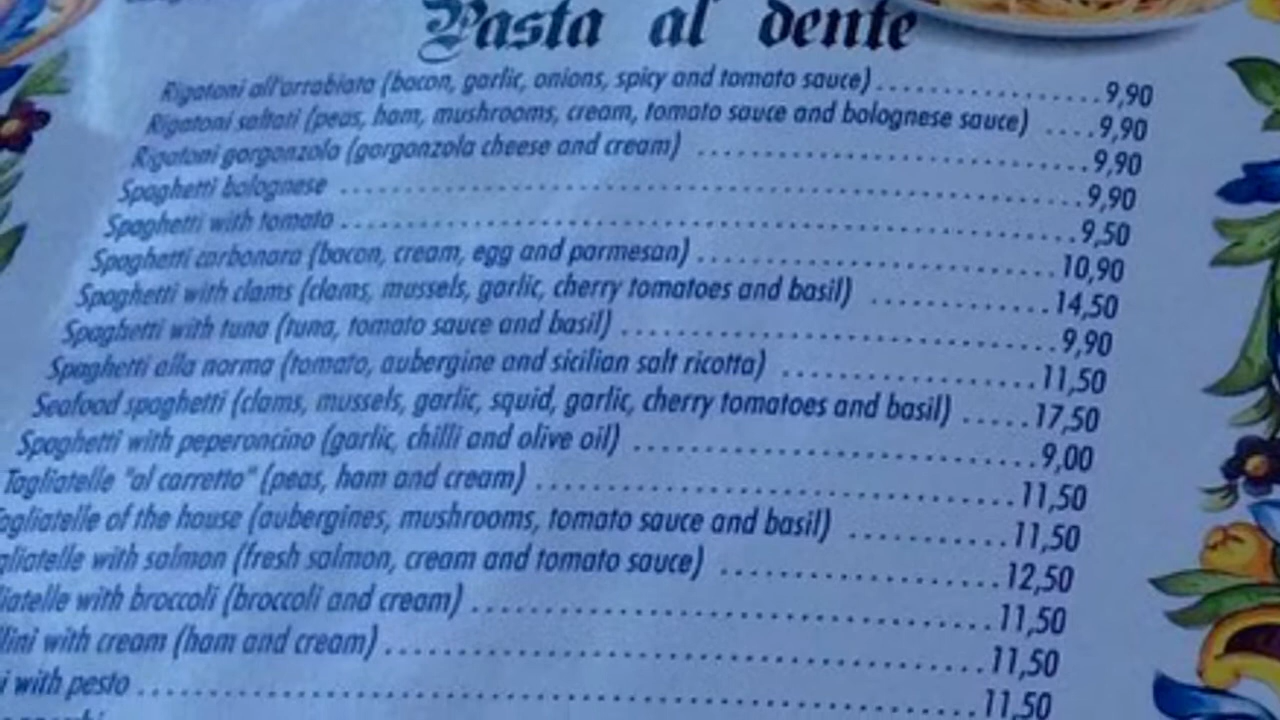 Pasta al dente
Rigatoni all'arrabiata (bacon, garlic, onions, spicy and tomato sauce) ........................ 9,90
Rigatoni saltati (peas, ham, mushrooms, cream, tomato sauce and bolognese sauce) ....9,90
Rigatoni gorgonzola (gorgonzola cheese and cream) ........................................ 9,90
Spaghetti bolognese ........................................ 9,90
Spaghetti with tomato ........................................ 9,50
Spaghetti carbonara (bacon, cream, egg and parmesan) ........................................ 10,90
Spaghetti with clams (clams, mussels, garlic, cherry tomatoes and basil) ................. 14,50
Spaghetti with tuna (tuna, tomato sauce and basil) ........................................ 9,90
Spaghetti alla norma (tomato, aubergine and sicilian salt ricotta) ........................ 11,50
Seafood spaghetti (clams, mussels, garlic, squid, garlic, cherry tomatoes and basil) ......17,50
Spaghetti with peperoncino (garlic, chilli and olive oil) ........................................ 9,00
Tagliatelle "al carretto" (peas, ham and cream) ........................................ 11,50
agliatelle of the house (aubergines, mushrooms, tomato sauce and basil) ............ 11,50
gliatelle with salmon (fresh salmon, cream and tomato sauce) ..................... 12,50
iatelle with broccoli (broccoli and cream) ........................................ 11,50
lini with cream (ham and cream) ........................................ 11,50
i with pesto ........................................ 11,50